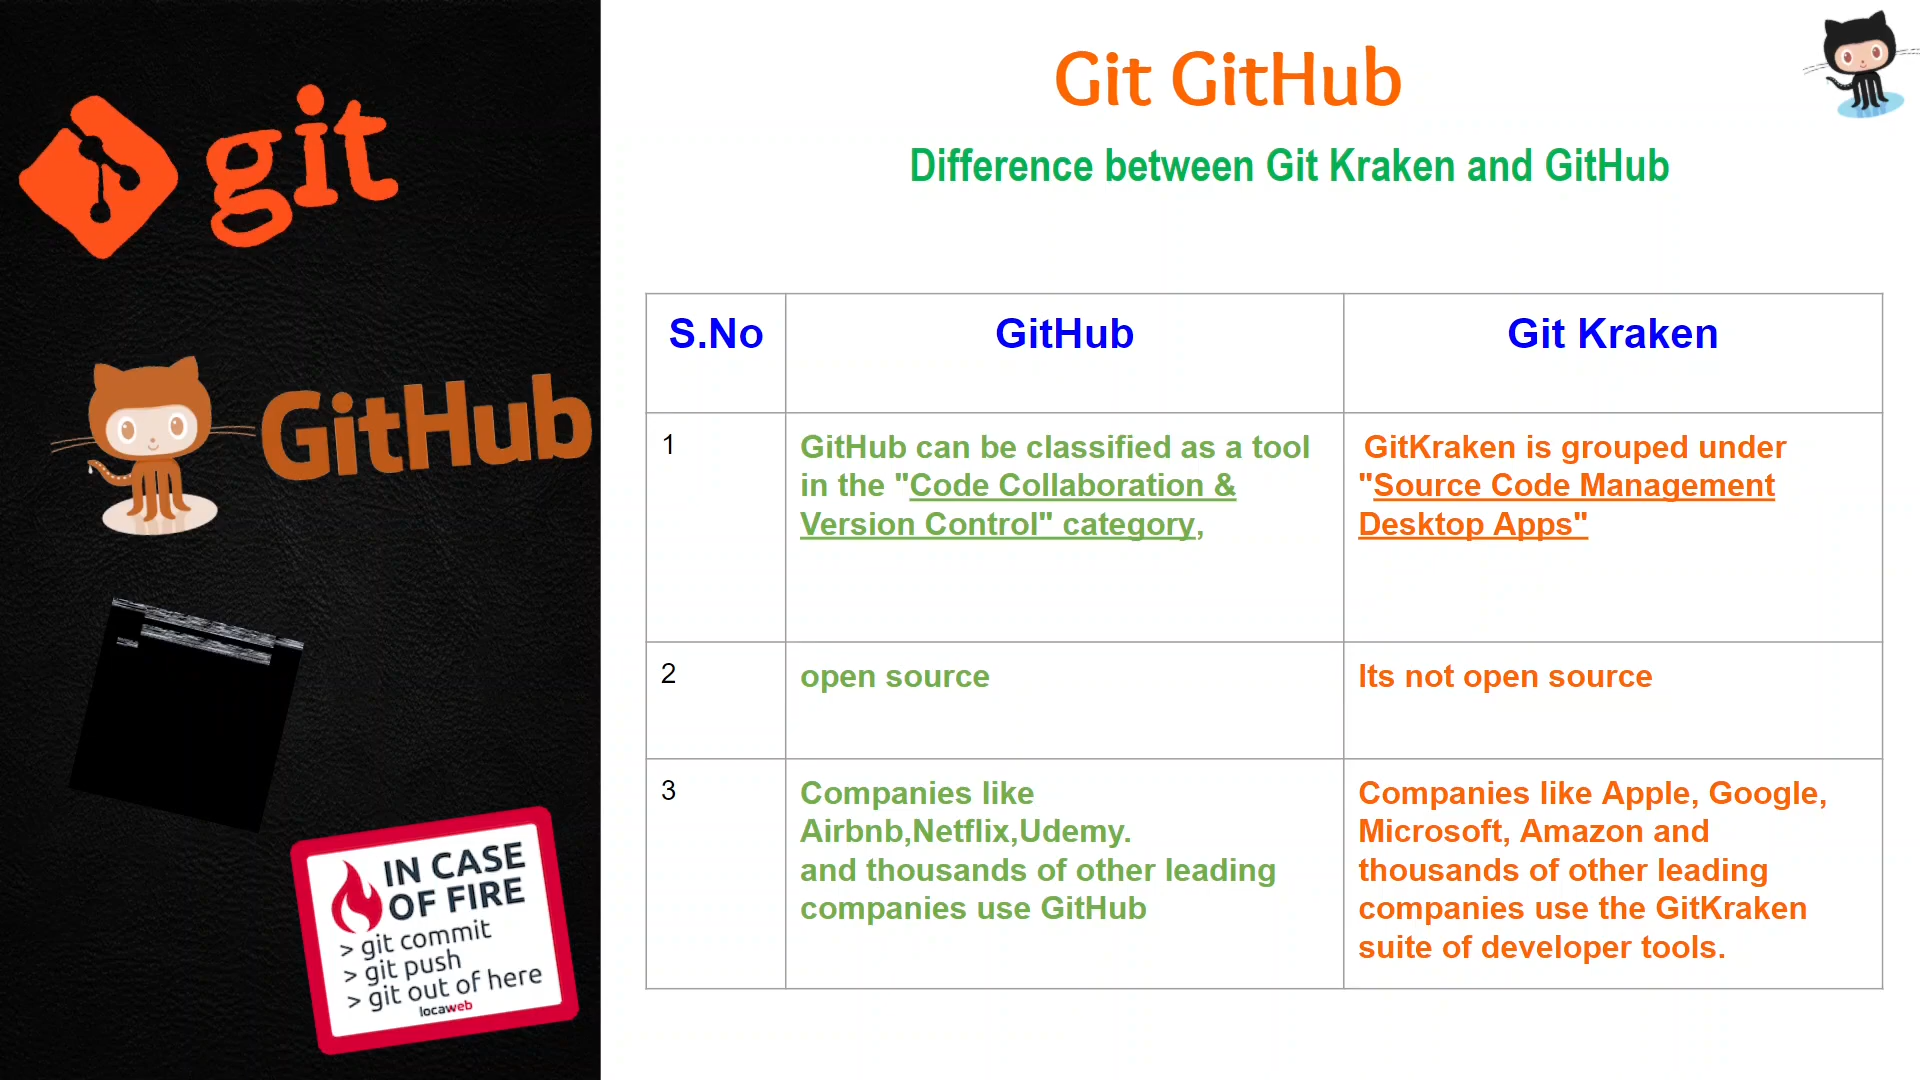 git
GitHub
IN CASE
OF FIRE
> git commit
> git push
> git out of here
locaweb
Git GitHub
Difference between Git Kraken and GitHub
S.No
GitHub
Git Kraken
1
GitHub can be classified as a tool
in the "Code Collaboration &
Version Control" category,
GitKraken is grouped under
"Source Code Management
Desktop Apps"
2
open source
Its not open source
3
Companies like
Airbnb,Netflix,Udemy.
and thousands of other leading
companies use GitHub
Companies like Apple, Google,
Microsoft, Amazon and
thousands of other leading
companies use the GitKraken
suite of developer tools.